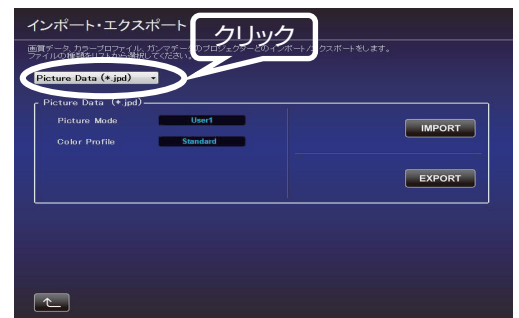 インポート・エクスポート
クリック
画質データ、カラープロファイル、ガンマデータのプロジェクターとのインポート/エクスポートをします。
ファイルの種類をリストから選択してください。
Picture Data (*.jpd)
Picture Data (*.jpd)
Picture Mode User1
IMPORT
Color Profile Standard
EXPORT